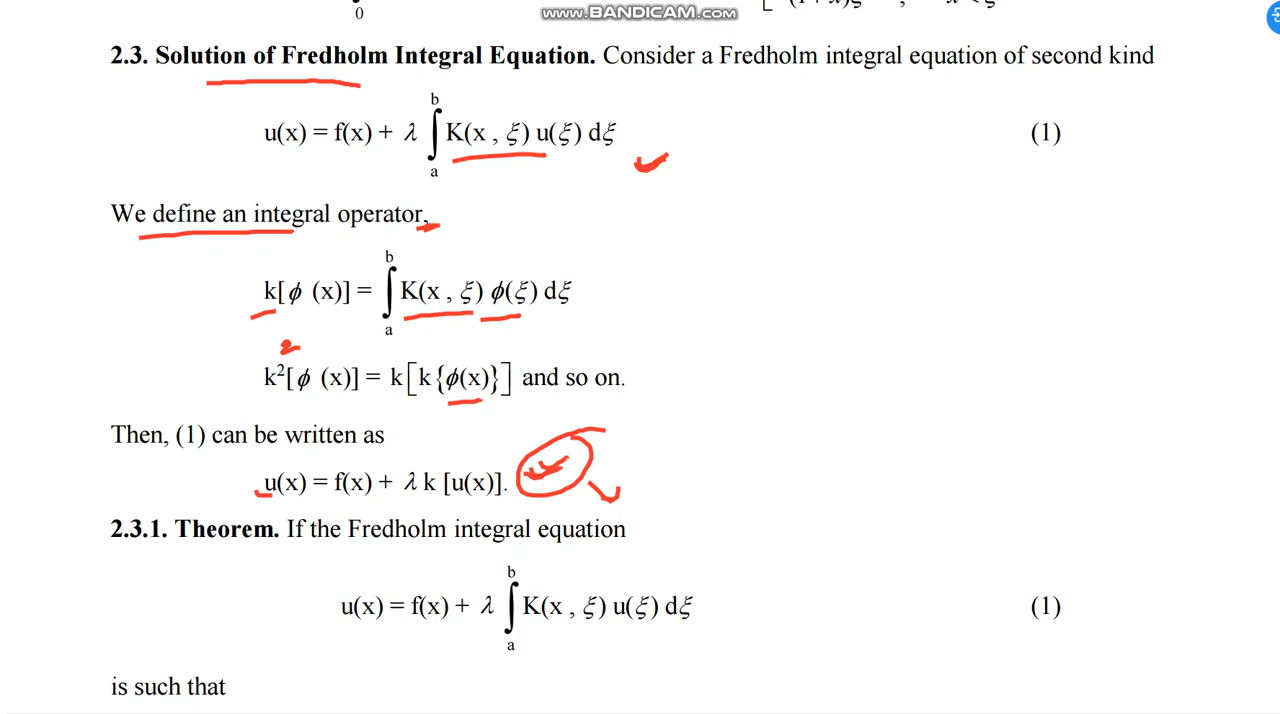 www.BANDICAM.com
0
2.3. Solution of Fredholm Integral Equation. Consider a Fredholm integral equation of second kind
u(x) = f(x) + λ ∫_a^b K(x , ξ) u(ξ) dξ (1)
We define an integral operator,
k[ϕ (x)] = ∫_a^b K(x , ξ) ϕ(ξ) dξ
2
k²[ϕ (x)] = k[k{ϕ(x)}] and so on.
Then, (1) can be written as
u(x) = f(x) + λ k [u(x)].
2.3.1. Theorem. If the Fredholm integral equation
u(x) = f(x) + λ ∫_a^b K(x , ξ) u(ξ) dξ (1)
is such that